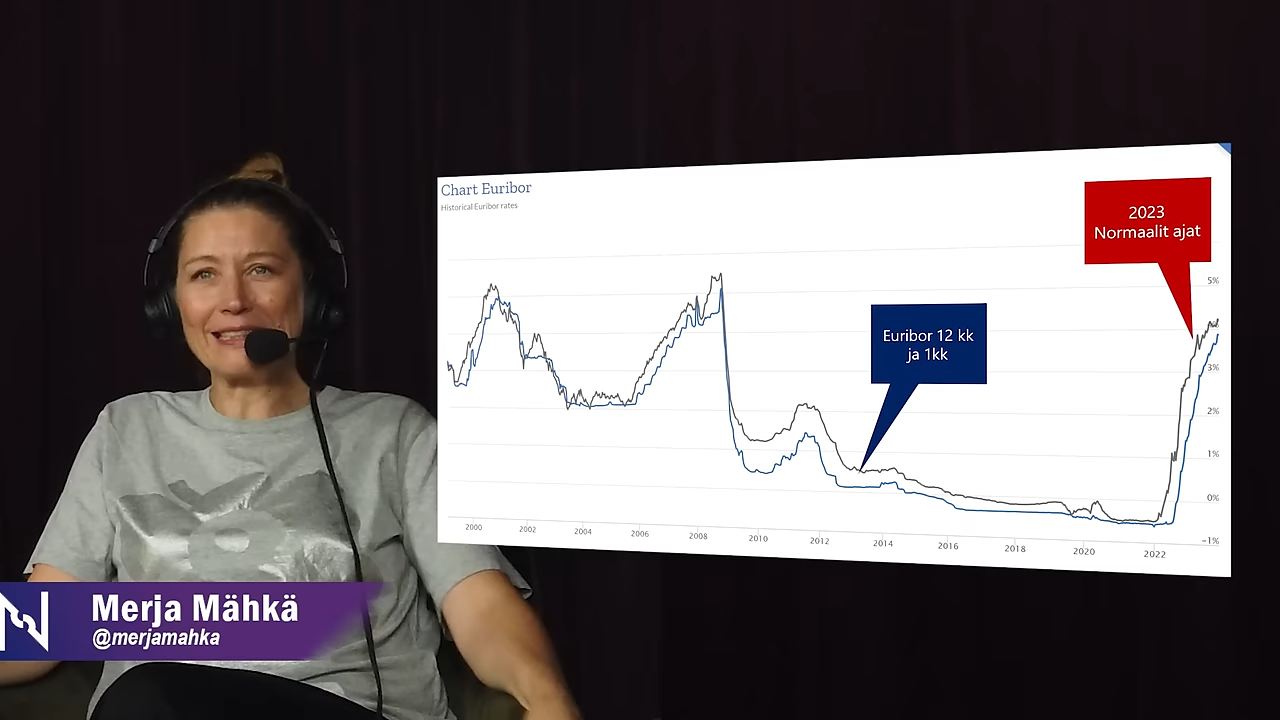 Chart Euribor
Historical Euribor rates
2023
Normaalit ajat
Euribor 12 kk
ja 1kk
5%
3%
2%
1%
0%
-1%
2000
2002
2004
2006
2008
2010
2012
2014
2016
2018
2020
2022
N
Merja Mähkä
@merjamahka